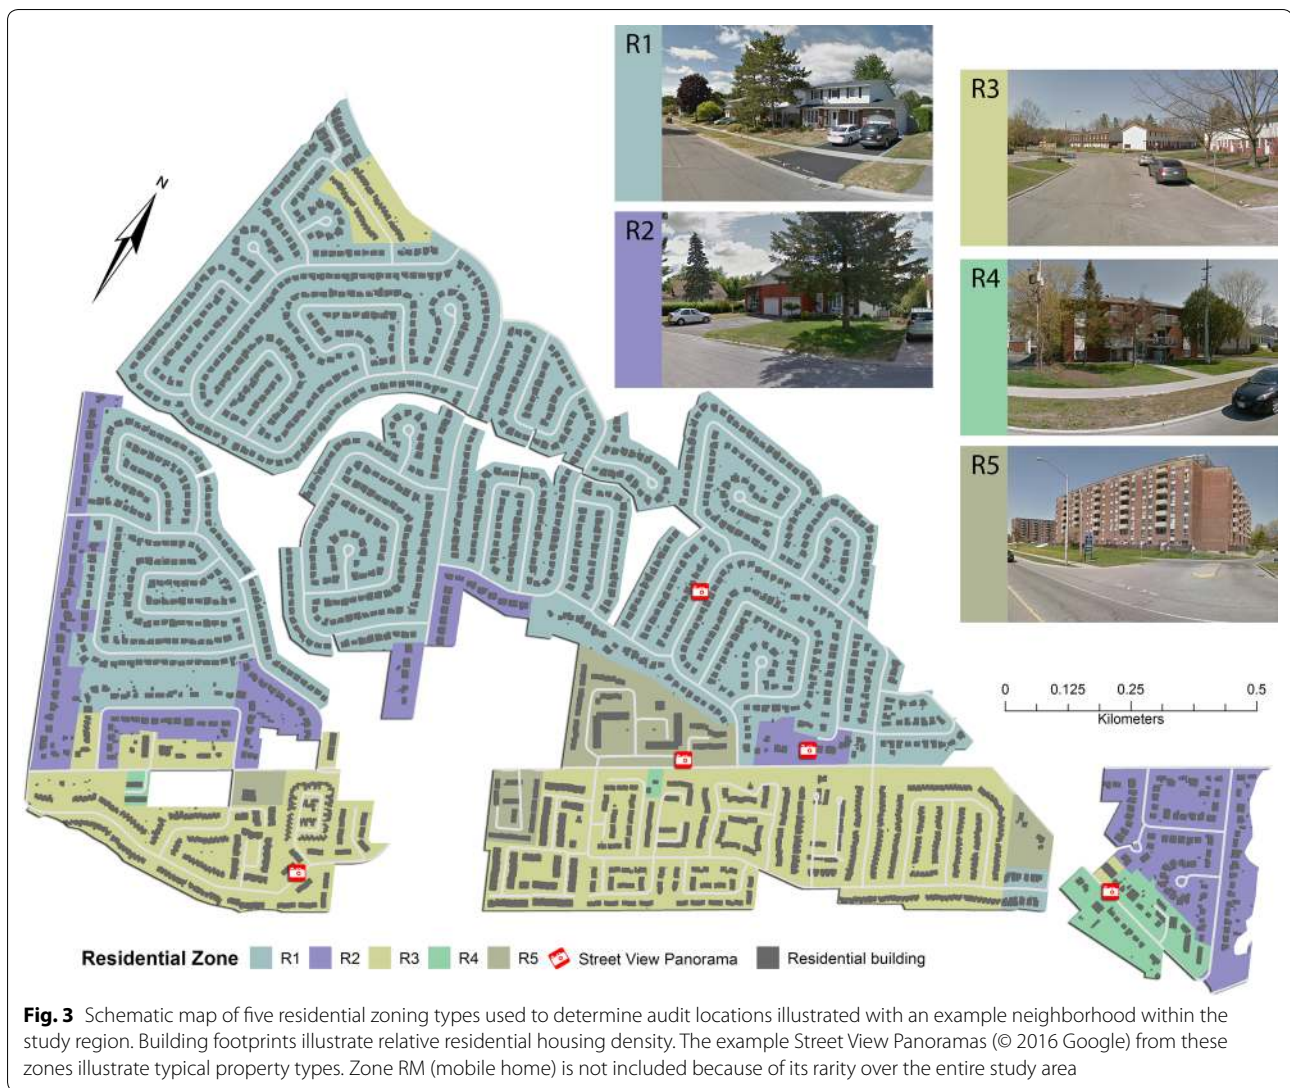 R1
R2
R3
R4
R5
N
0 0.125 0.25 0.5
Kilometers
Residential Zone R1 R2 R3 R4 R5 Street View Panorama Residential building
Fig. 3 Schematic map of five residential zoning types used to determine audit locations illustrated with an example neighborhood within the
study region. Building footprints illustrate relative residential housing density. The example Street View Panoramas (© 2016 Google) from these
zones illustrate typical property types. Zone RM (mobile home) is not included because of its rarity over the entire study area